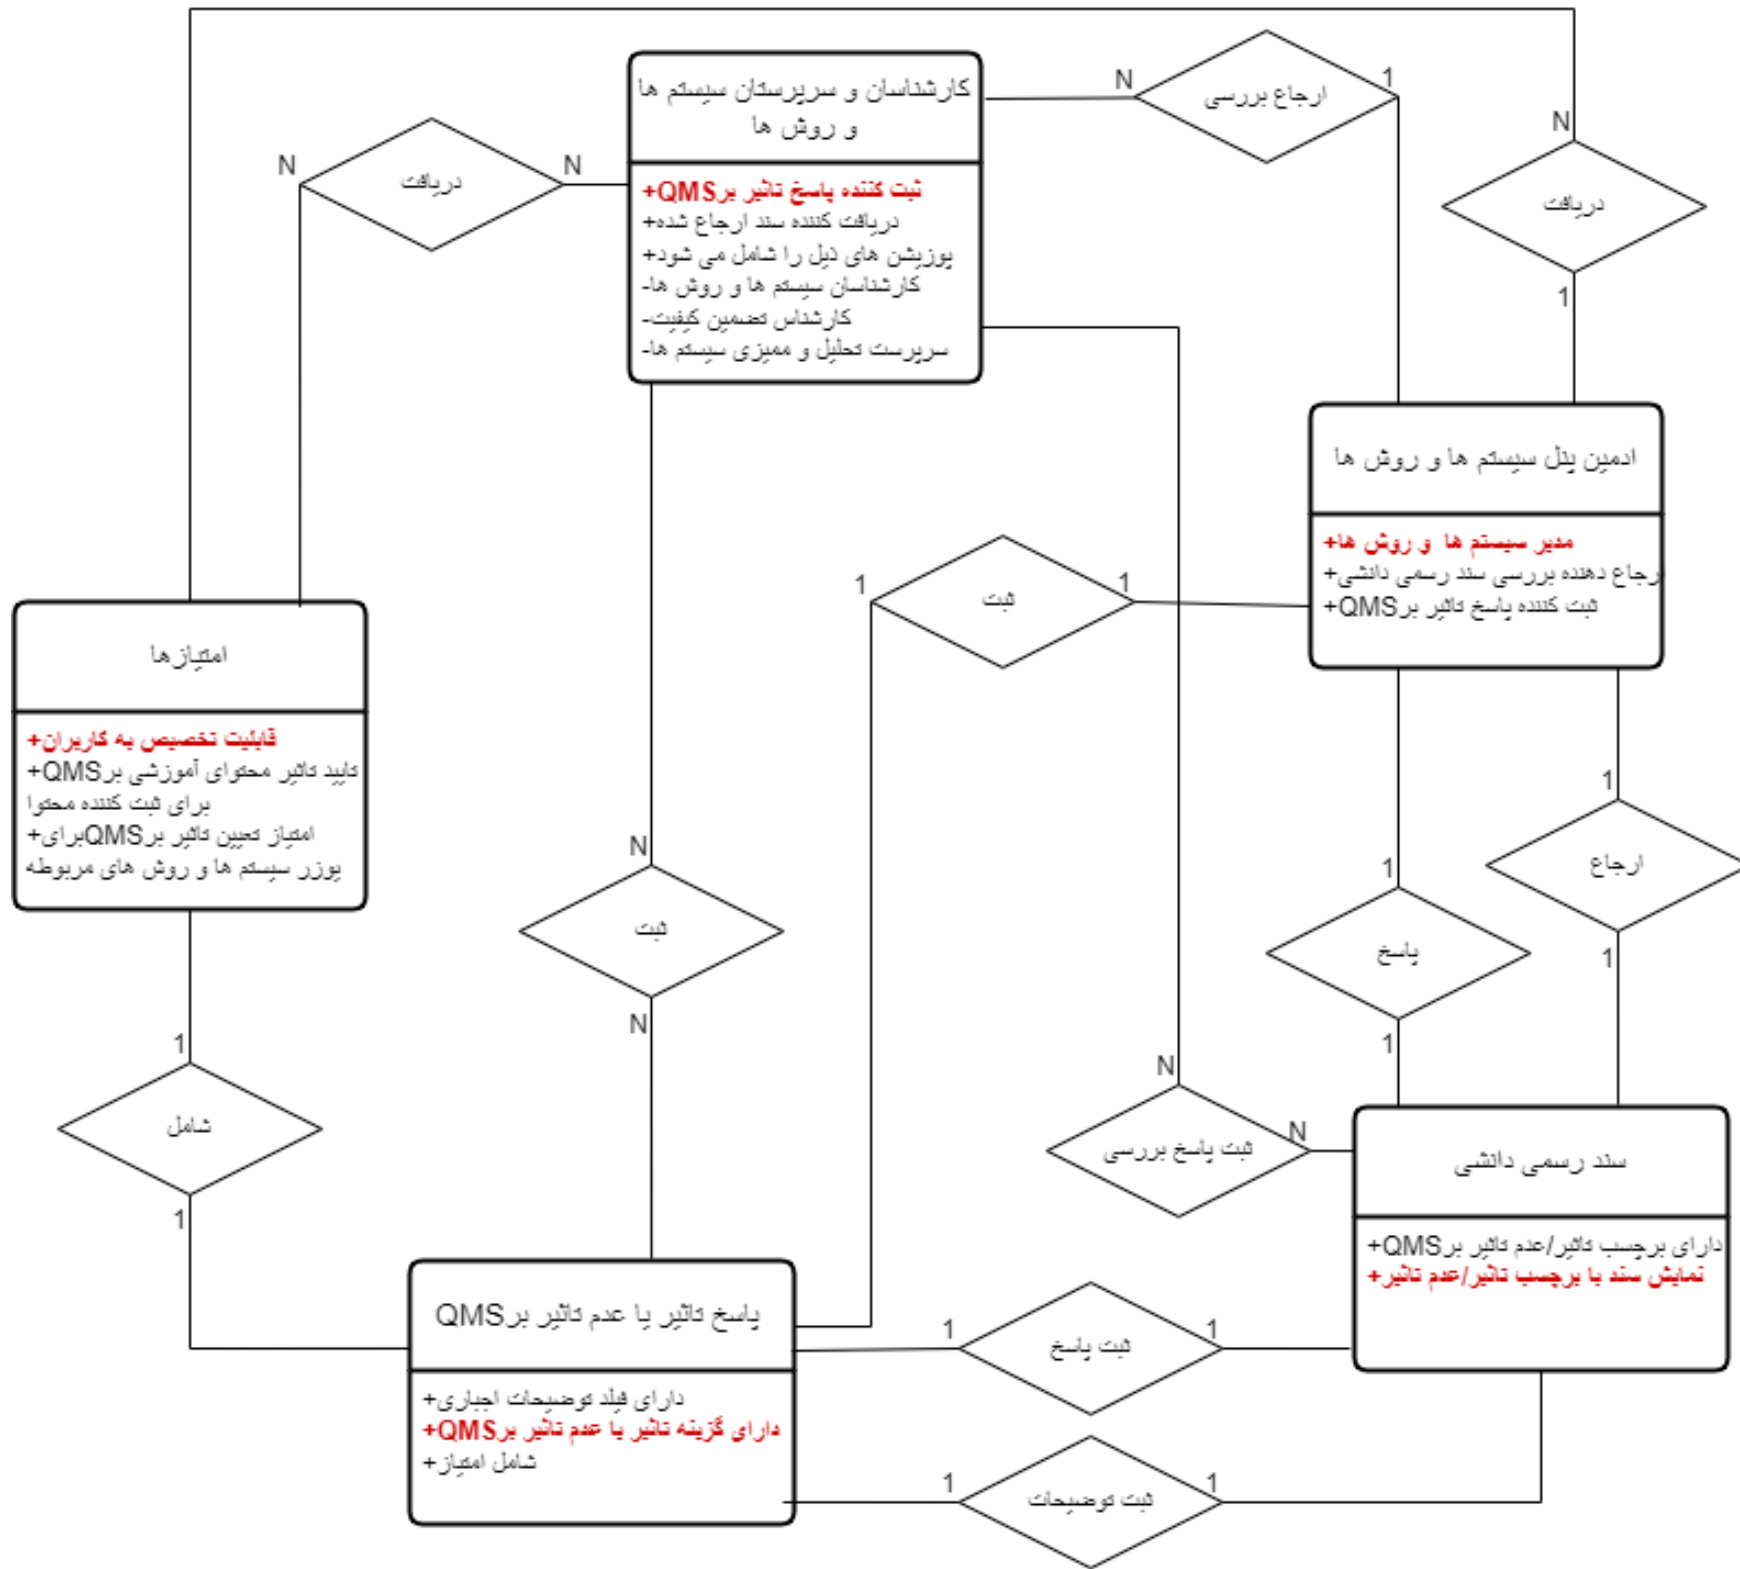 کارشناسان و سرپرستان سیستم ها
و روش ها
+ثبت کننده پاسخ تاثیر برQMS
+دریافت کننده سند ارجاع شده
+پوزیشن های ذیل را شامل می شود
-کارشناسان سیستم ها و روش ها
-کارشناس تضمین کیفیت
-سرپرست تحلیل و ممیزی سیستم ها
N
ارجاع بررسی
1
N
دریافت
1
N
دریافت
N
ادمین پنل سیستم ها و روش ها
+مدیر سیستم ها و روش ها
+رجاع دهنده بررسی سند رسمی دانشی
+ثبت کننده پاسخ تاثیر برQMS
1
ثبت
1
امتیازها
+قابلیت تخصیص به کاربران
+تایید تاثیر محتوای آموزشی برQMS
برای ثبت کننده محتوا
+امتیاز تعیین تاثیر برQMSبرای
یوزر سیستم ها و روش های مربوطه
N
ثبت
N
1
پاسخ
1
1
ارجاع
1
1
شامل
1
N
ثبت پاسخ بررسی
N
سند رسمی دانشی
+دارای برچسب تاثیر/عدم تاثیر برQMS
+نمایش سند با برچسب تاثیر/عدم تاثیر
پاسخ تاثیر یا عدم تاثیر برQMS
+دارای فیلد توضیحات اجباری
+دارای گزینه تاثیر یا عدم تاثیر برQMS
+شامل امتیاز
1
ثبت پاسخ
1
1
ثبت توضیحات
1